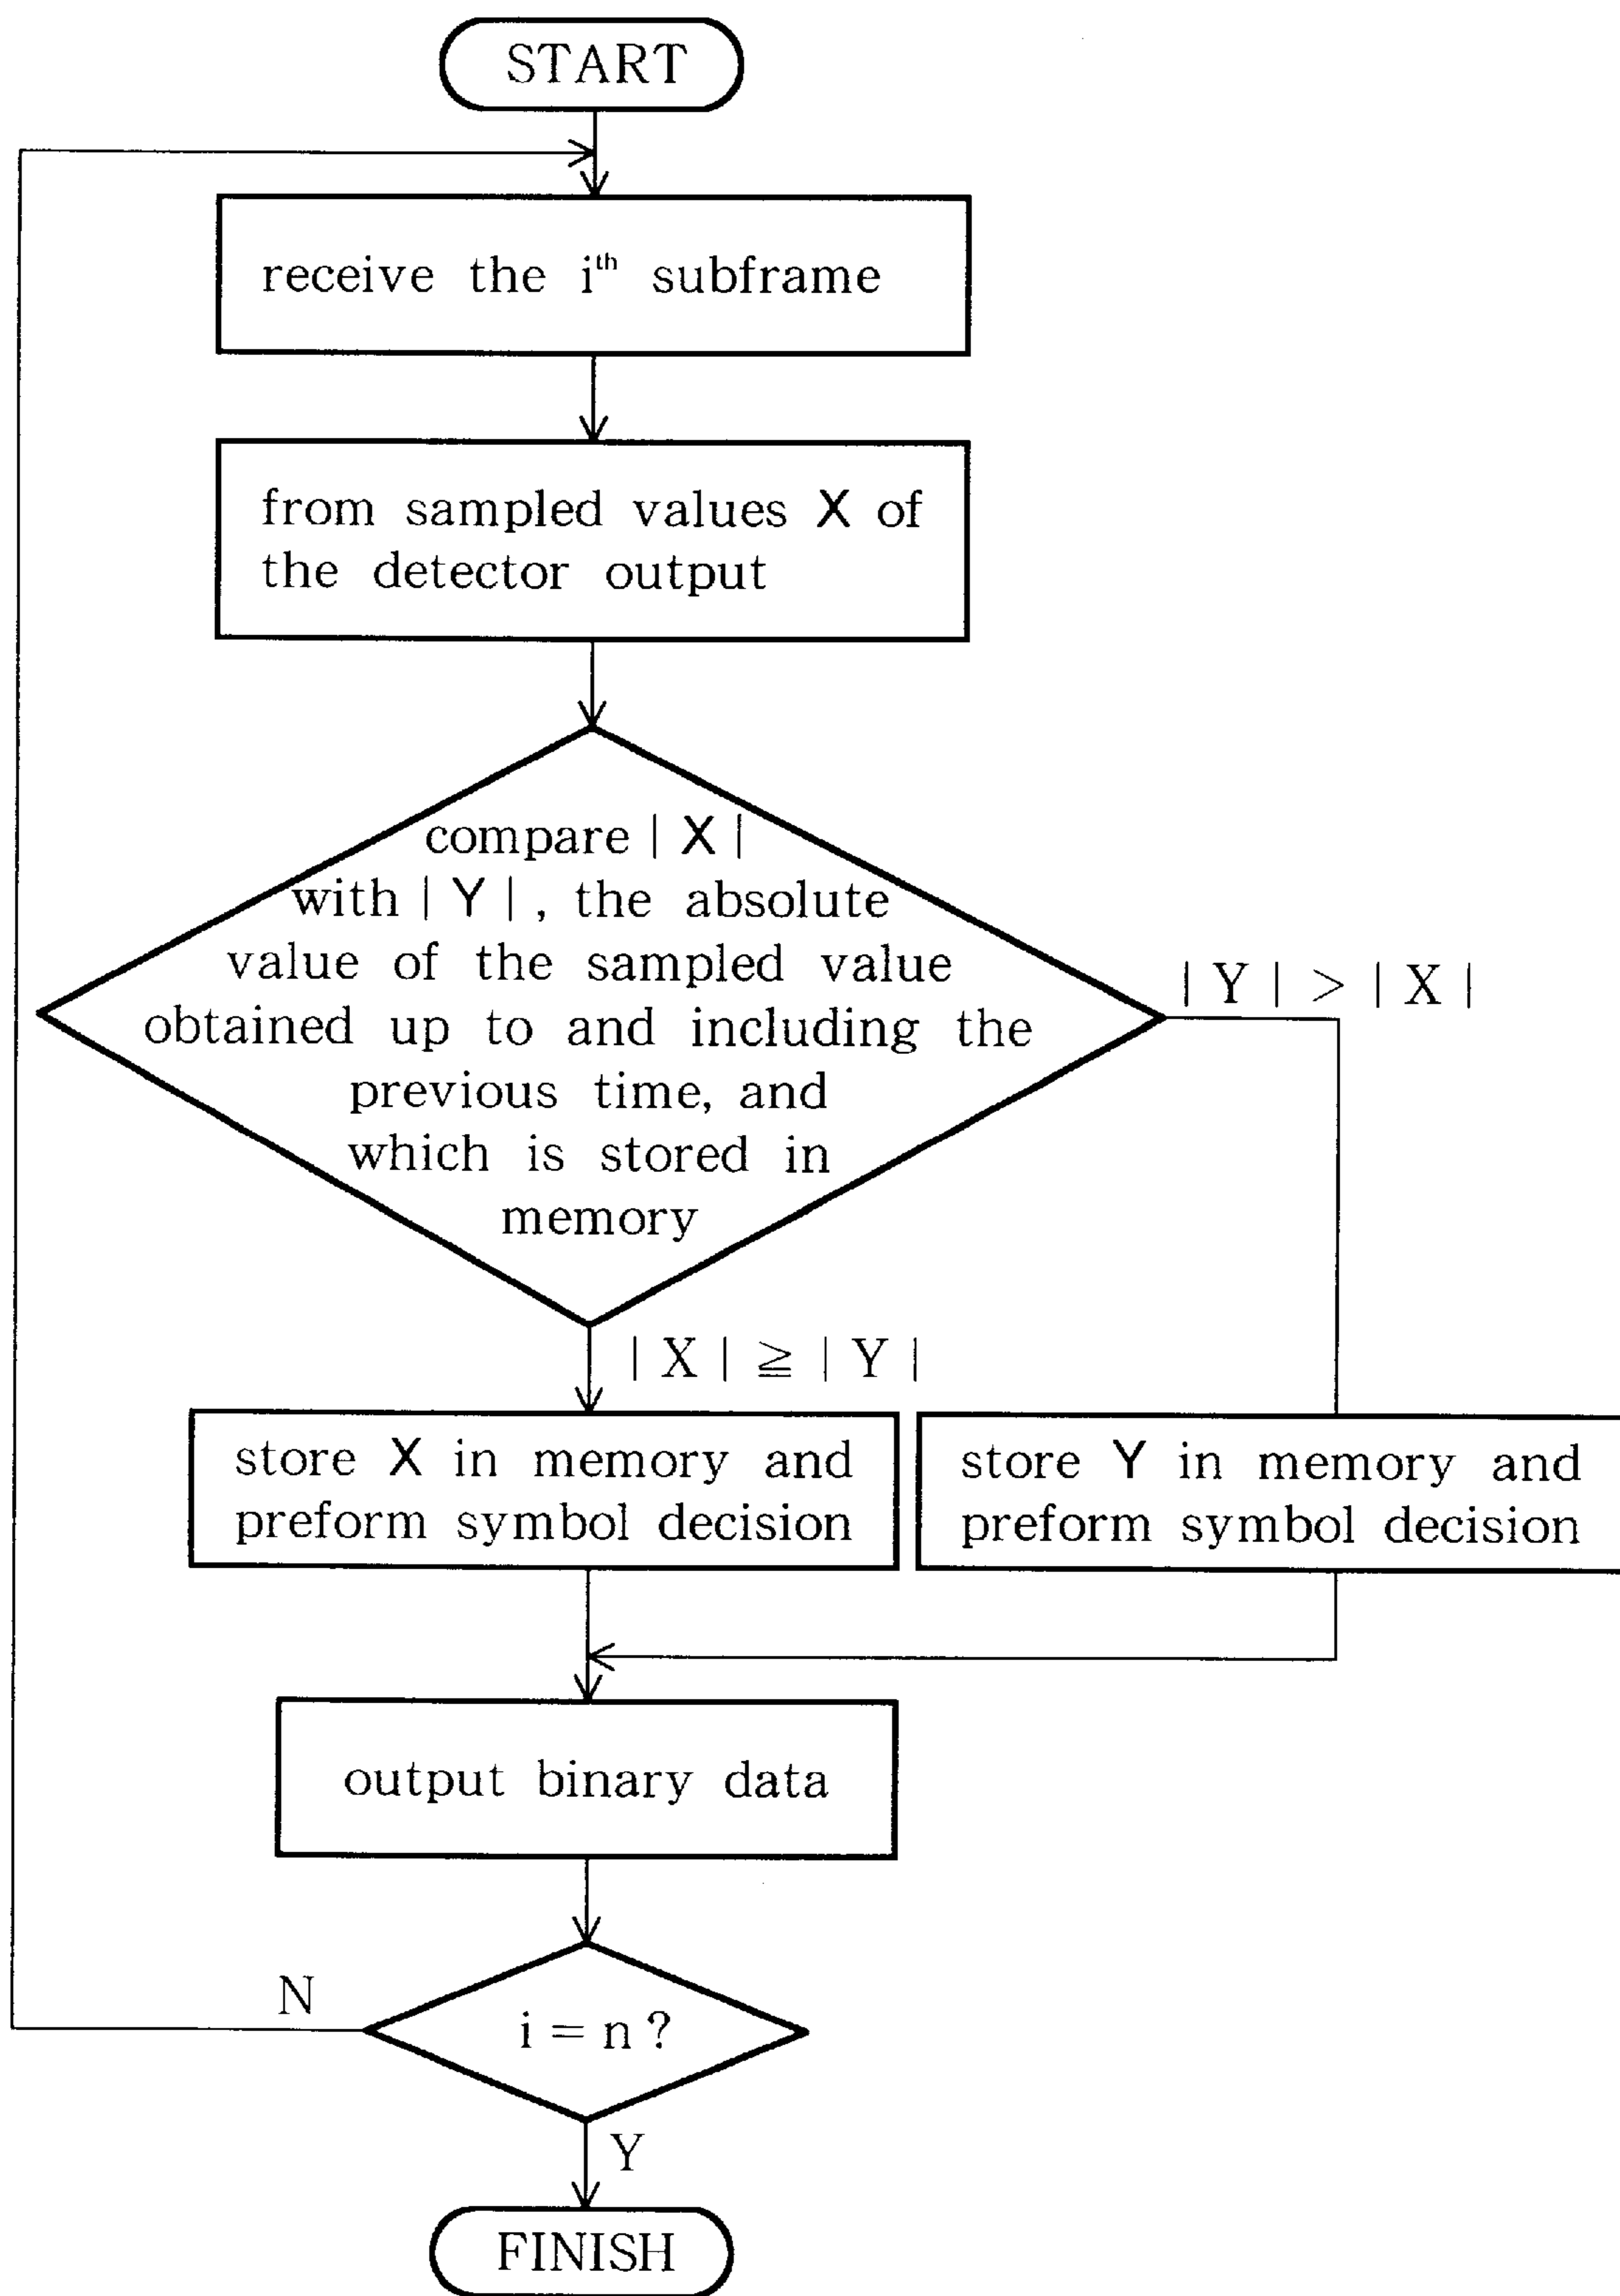 START
receive the iᵗʰ subframe
from sampled values X of
the detector output
compare | X |
with | Y | , the absolute
value of the sampled value
obtained up to and including the
previous time, and
which is stored in
memory
| Y | > | X |
| X | ≧ | Y |
store X in memory and
preform symbol decision
store Y in memory and
preform symbol decision
output binary data
N
i = n ?
Y
FINISH